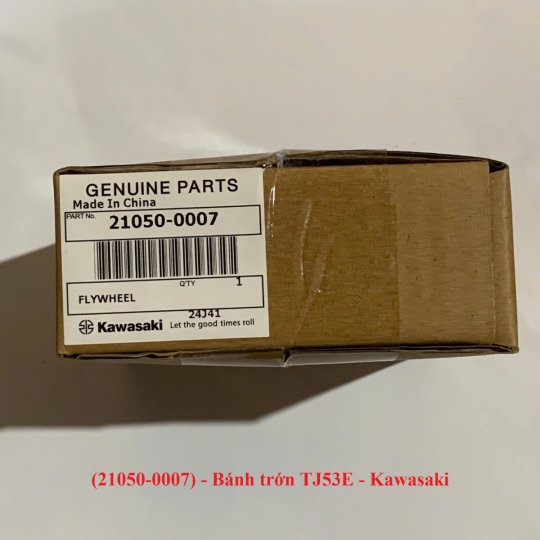 GENUINE PARTS
Made In China
PART No.
21050-0007
Q'TY 1
FLYWHEEL
24J41
Kawasaki Let the good times roll
(21050-0007) - Bánh trớn TJ53E - Kawasaki